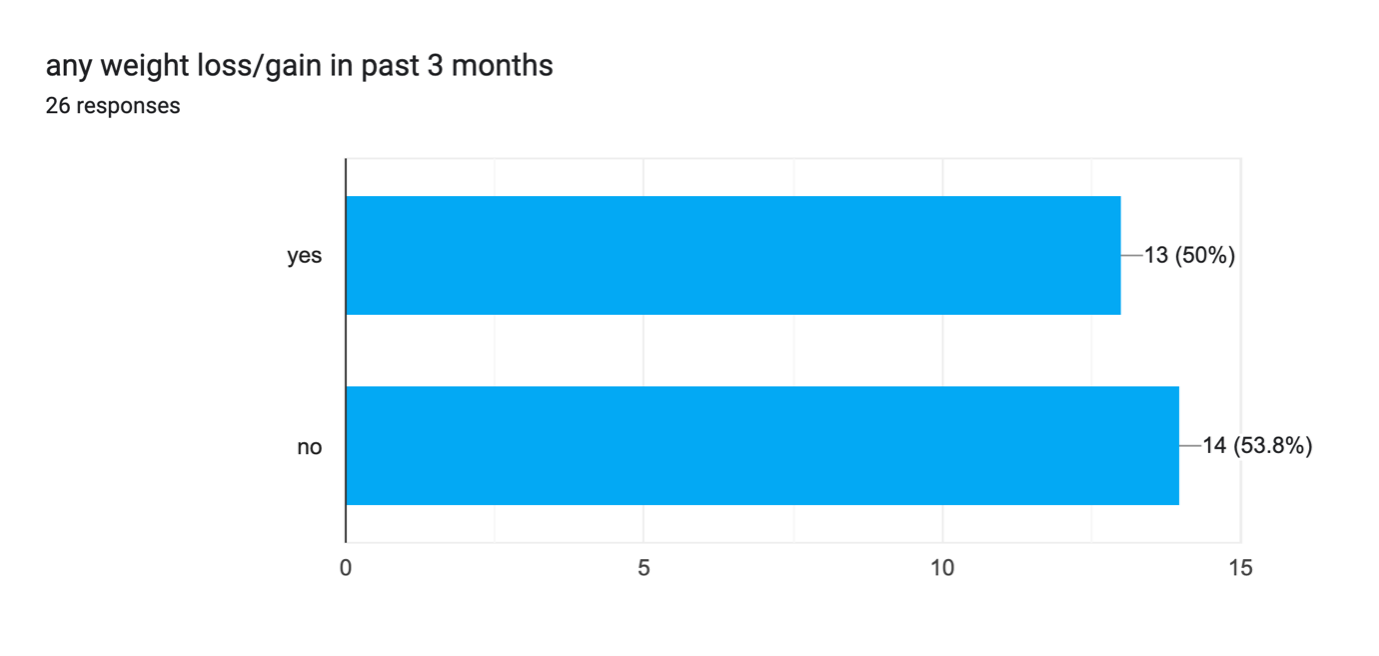 any weight loss/gain in past 3 months
26 responses
yes
13 (50%)
no
14 (53.8%)
0
5
10
15